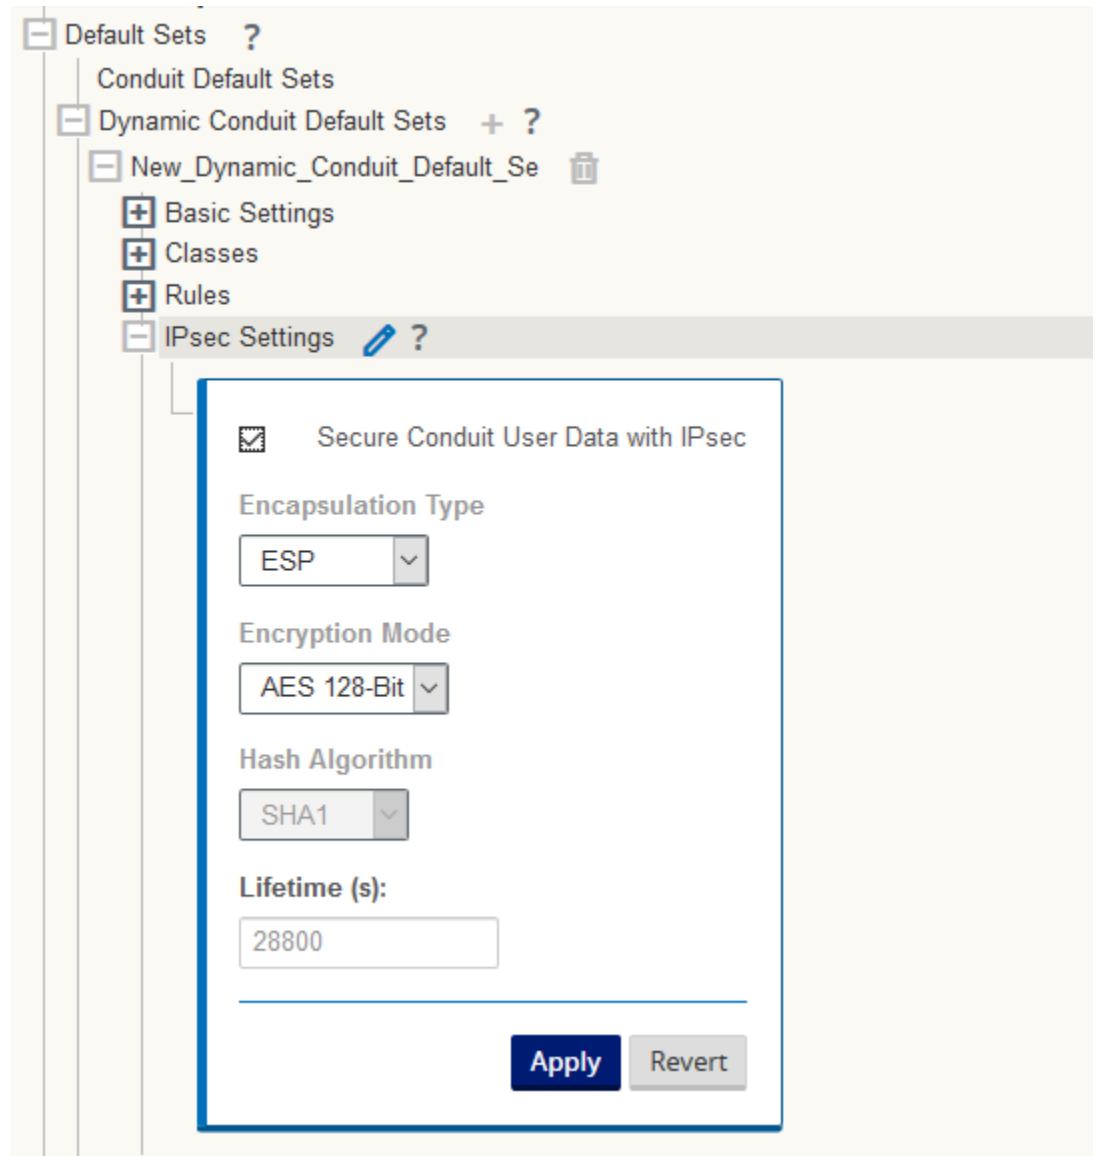 Default Sets ?
Conduit Default Sets
Dynamic Conduit Default Sets + ?
New_Dynamic_Conduit_Default_Se
Basic Settings
Classes
Rules
IPsec Settings ?
Secure Conduit User Data with IPsec
Encapsulation Type
ESP
Encryption Mode
AES 128-Bit
Hash Algorithm
SHA1
Lifetime (s):
28800
Apply Revert